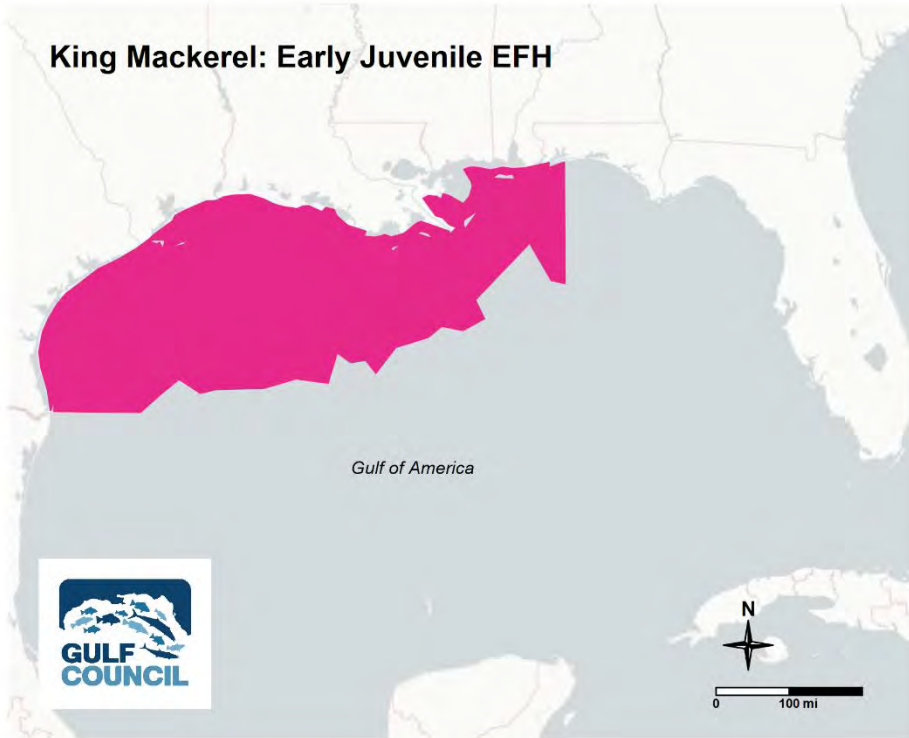 King Mackerel: Early Juvenile EFH
Gulf of America
GULF
COUNCIL
N
0 100 mi